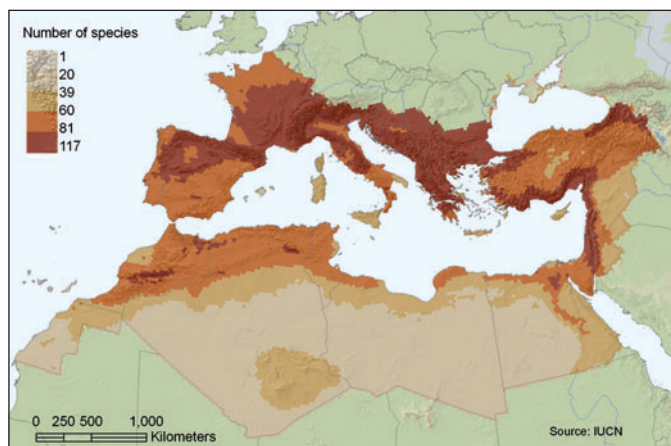 Number of species
1
20
39
60
81
117
0 250 500 1,000
Kilometers
Source: IUCN